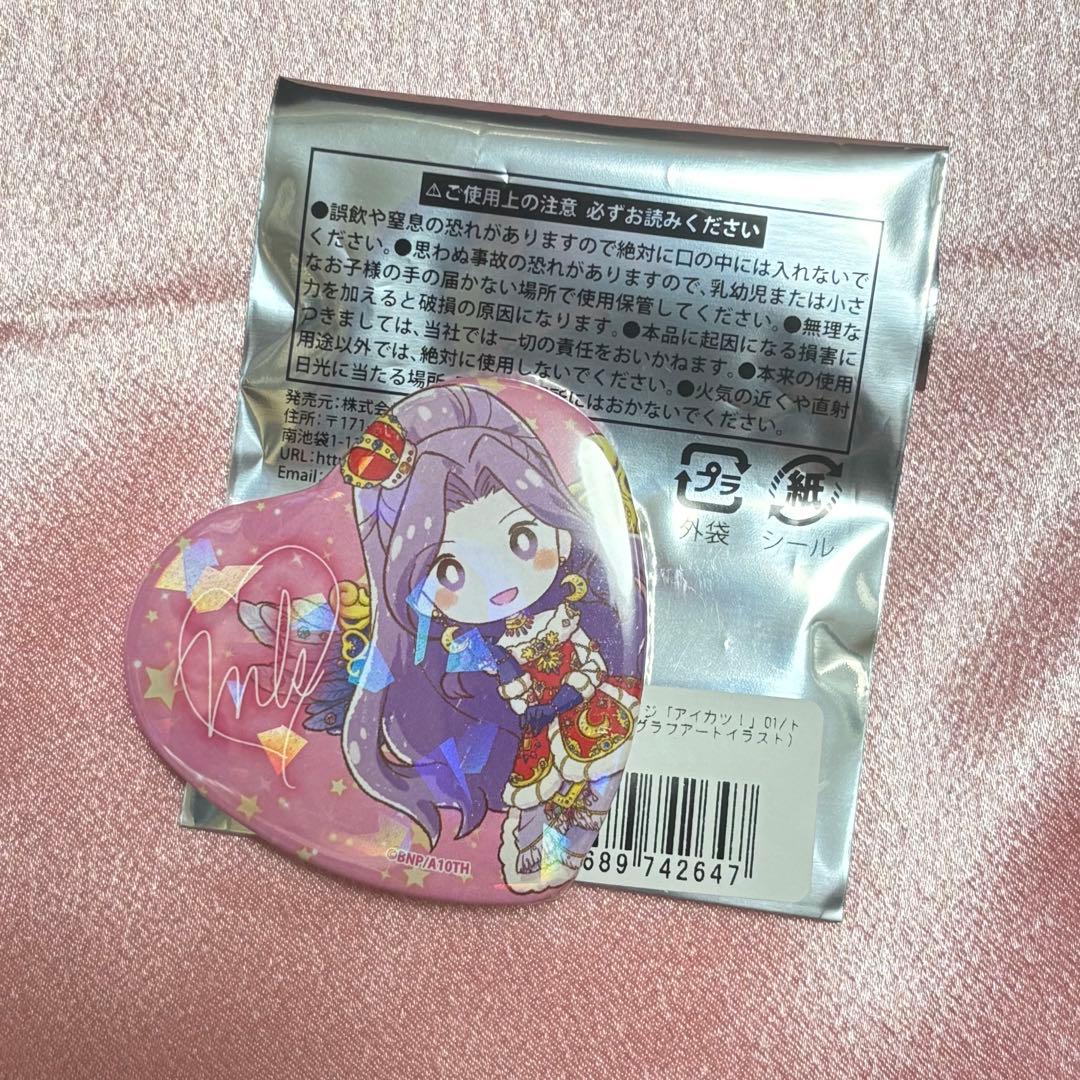 ⚠ご使用上の注意 必ずお読みください
●誤飲や窒息の恐れがありますので絶対に口の中には入れないで
ください。●思わぬ事故の恐れがありますので、乳幼児または小さ
なお子様の手の届かない場所で使用保管してください。●無理な
力を加えると破損の原因になります。●本品に起因になる損害に
つきましては、当社では一切の責任をおいかねます。●本来の使用
用途以外では、絶対に使用しないでください。●火気の近くや直射
日光に当たる場所 にはおかないでください。
発売元:株式会
住所:〒171
南池袋1-1
URL:htt
Email:
プラ
外袋
紙
シール
ジ「アイカツ!」01/ト
グラフアートイラスト)
689 742647
©BNP/A10TH